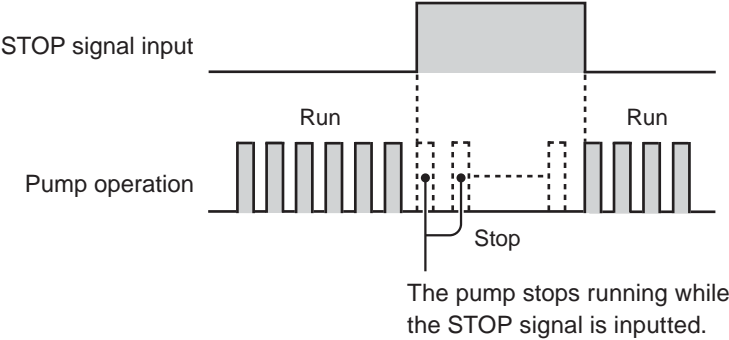 STOP signal input
Run
Run
Pump operation
Stop
The pump stops running while
the STOP signal is inputted.